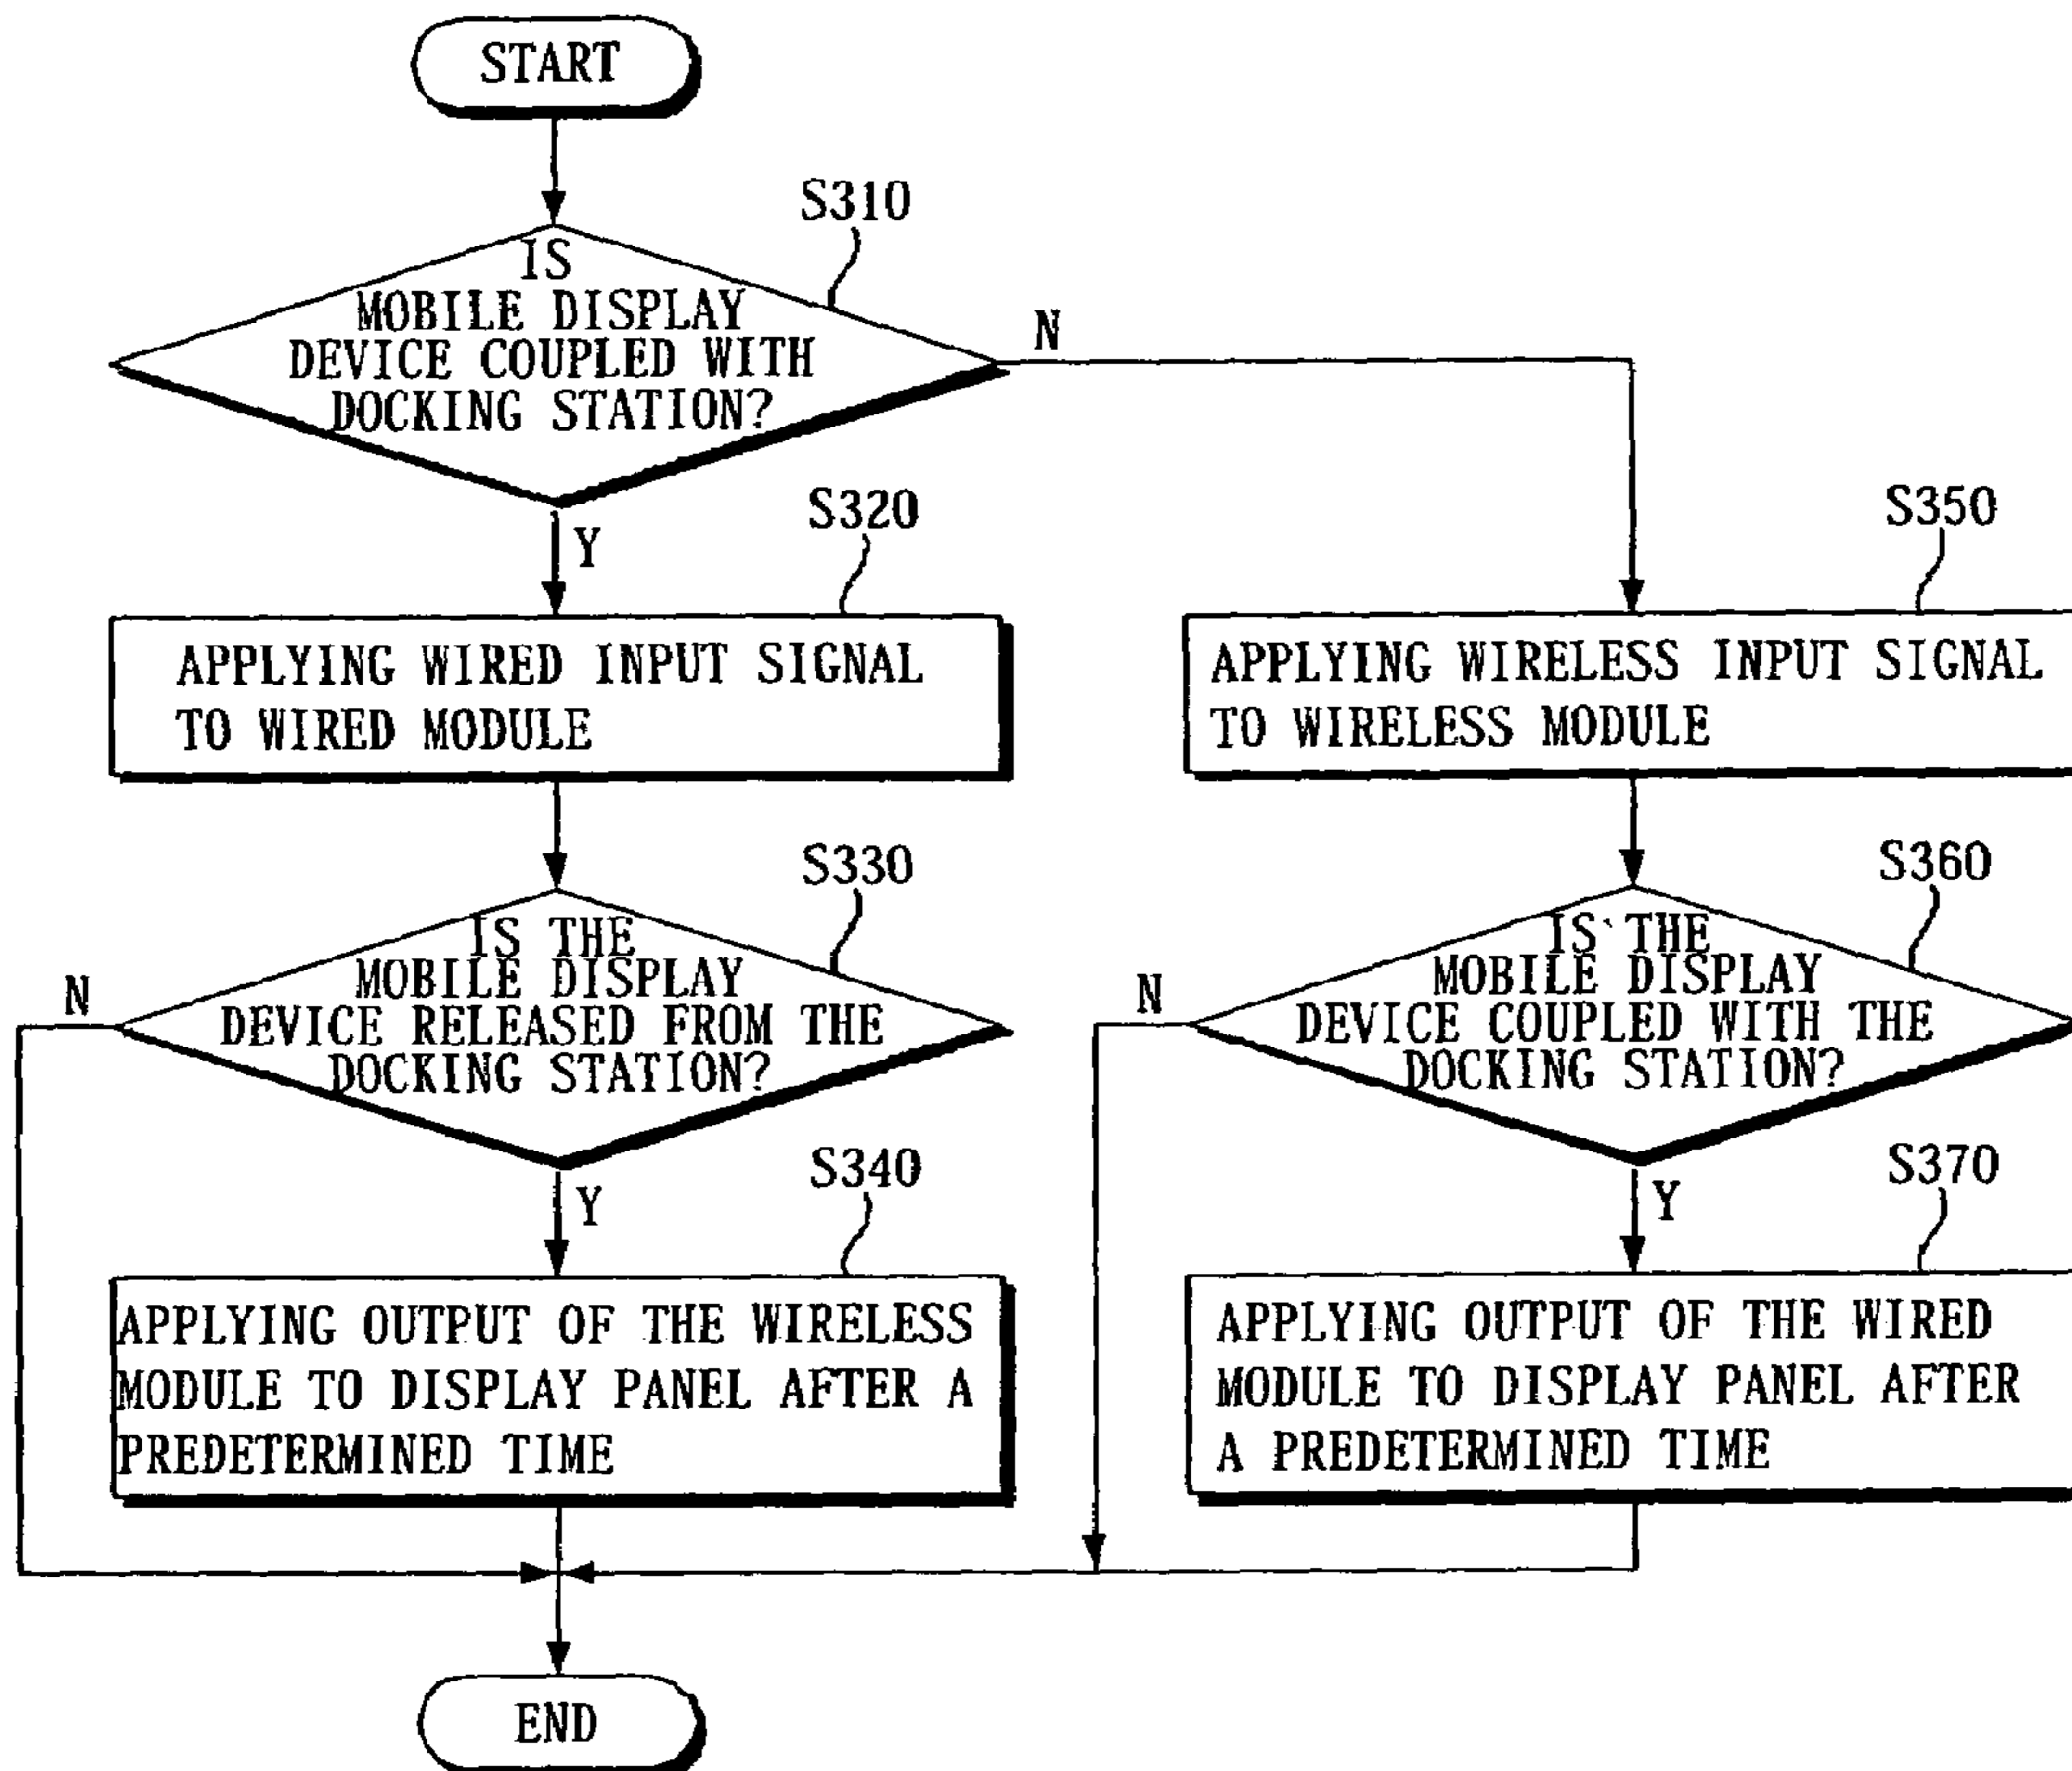 START
S310
IS
MOBILE DISPLAY
DEVICE COUPLED WITH
DOCKING STATION?
N
Y
S320
APPLYING WIRED INPUT SIGNAL
TO WIRED MODULE
S350
APPLYING WIRELESS INPUT SIGNAL
TO WIRELESS MODULE
S330
IS THE
MOBILE DISPLAY
DEVICE RELEASED FROM THE
DOCKING STATION?
N
Y
S360
IS THE
MOBILE DISPLAY
DEVICE COUPLED WITH THE
DOCKING STATION?
N
Y
S340
APPLYING OUTPUT OF THE WIRELESS
MODULE TO DISPLAY PANEL AFTER A
PREDETERMINED TIME
S370
APPLYING OUTPUT OF THE WIRED
MODULE TO DISPLAY PANEL AFTER
A PREDETERMINED TIME
END